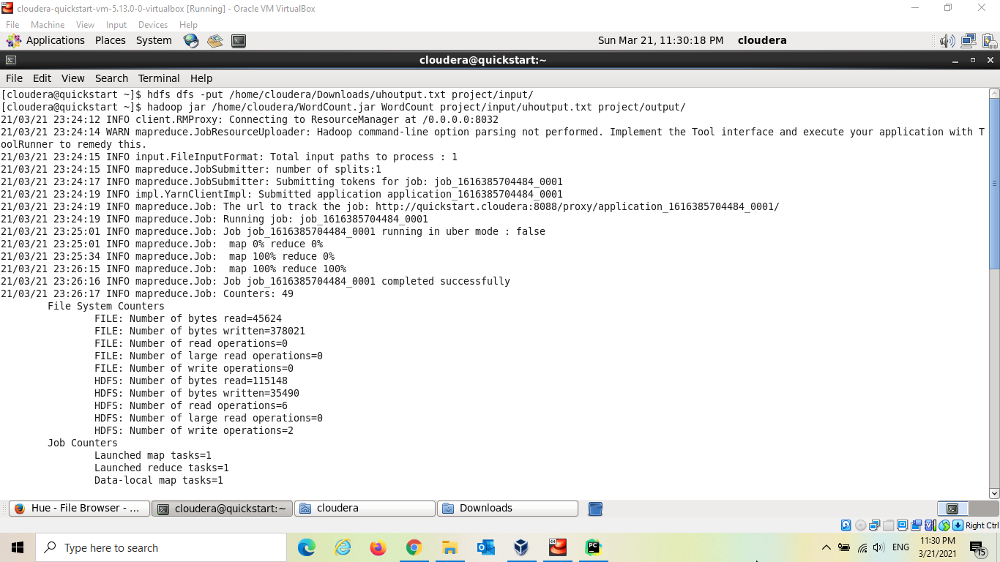 cloudera-quickstart-vm-5.13.0-0-virtualbox [Running] - Oracle VM VirtualBox
File Machine View Input Devices Help
Applications Places System Sun Mar 21, 11:30:18 PM cloudera
cloudera@quickstart:~
File Edit View Search Terminal Help
[cloudera@quickstart ~]$ hdfs dfs -put /home/cloudera/Downloads/uhoutput.txt project/input/
[cloudera@quickstart ~]$ hadoop jar /home/cloudera/WordCount.jar WordCount project/input/uhoutput.txt project/output/
21/03/21 23:24:12 INFO client.RMProxy: Connecting to ResourceManager at /0.0.0.0:8032
21/03/21 23:24:14 WARN mapreduce.JobResourceUploader: Hadoop command-line option parsing not performed. Implement the Tool interface and execute your application with T
oolRunner to remedy this.
21/03/21 23:24:15 INFO input.FileInputFormat: Total input paths to process : 1
21/03/21 23:24:15 INFO mapreduce.JobSubmitter: number of splits:1
21/03/21 23:24:17 INFO mapreduce.JobSubmitter: Submitting tokens for job: job_1616385704484_0001
21/03/21 23:24:19 INFO impl.YarnClientImpl: Submitted application application_1616385704484_0001
21/03/21 23:24:19 INFO mapreduce.Job: The url to track the job: http://quickstart.cloudera:8088/proxy/application_1616385704484_0001/
21/03/21 23:24:19 INFO mapreduce.Job: Running job: job_1616385704484_0001
21/03/21 23:25:01 INFO mapreduce.Job: Job job_1616385704484_0001 running in uber mode : false
21/03/21 23:25:01 INFO mapreduce.Job:  map 0% reduce 0%
21/03/21 23:25:34 INFO mapreduce.Job:  map 100% reduce 0%
21/03/21 23:26:15 INFO mapreduce.Job:  map 100% reduce 100%
21/03/21 23:26:16 INFO mapreduce.Job: Job job_1616385704484_0001 completed successfully
21/03/21 23:26:17 INFO mapreduce.Job: Counters: 49
File System Counters
FILE: Number of bytes read=45624
FILE: Number of bytes written=378021
FILE: Number of read operations=0
FILE: Number of large read operations=0
FILE: Number of write operations=0
HDFS: Number of bytes read=115148
HDFS: Number of bytes written=35490
HDFS: Number of read operations=6
HDFS: Number of large read operations=0
HDFS: Number of write operations=2
Job Counters
Launched map tasks=1
Launched reduce tasks=1
Data-local map tasks=1
Hue - File Browser - ... cloudera@quickstart:~ cloudera Downloads
Right Ctrl
Type here to search
ENG
11:30 PM
3/21/2021
15